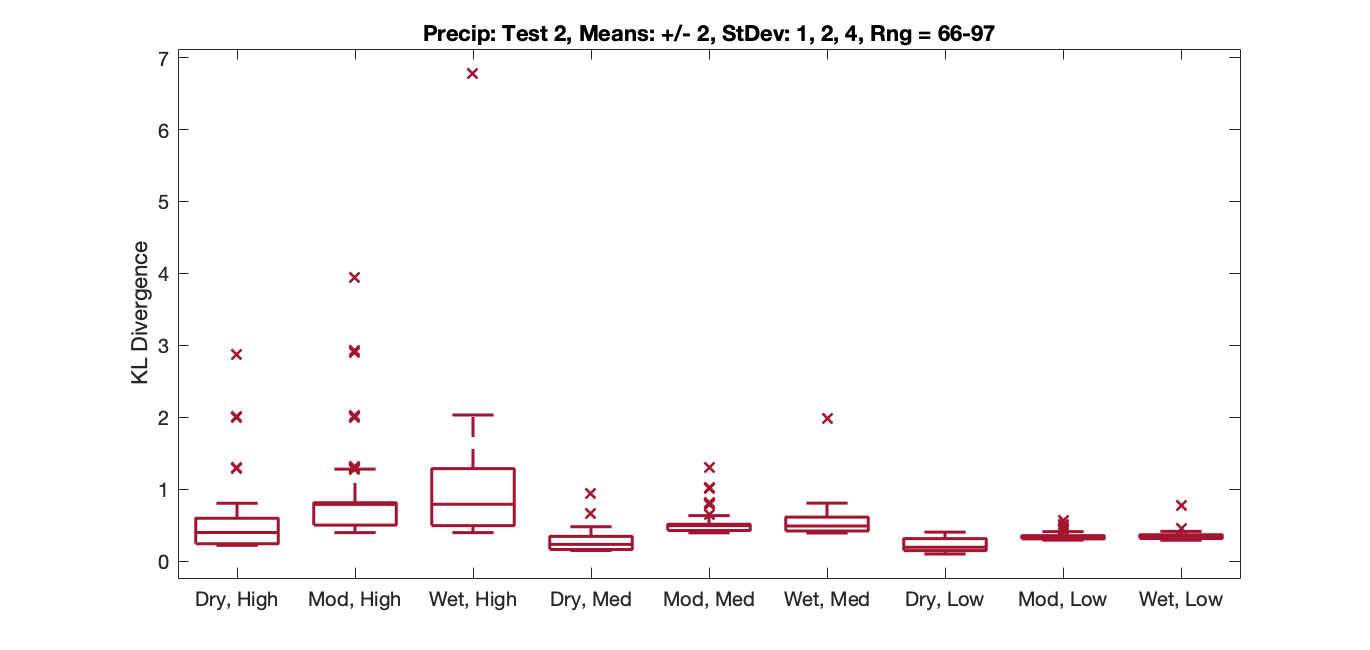 Precip: Test 2, Means: +/- 2, StDev: 1, 2, 4, Rng = 66-97
7
6
5
4
3
2
1
0
KL Divergence
Dry, High Mod, High Wet, High Dry, Med Mod, Med Wet, Med Dry, Low Mod, Low Wet, Low